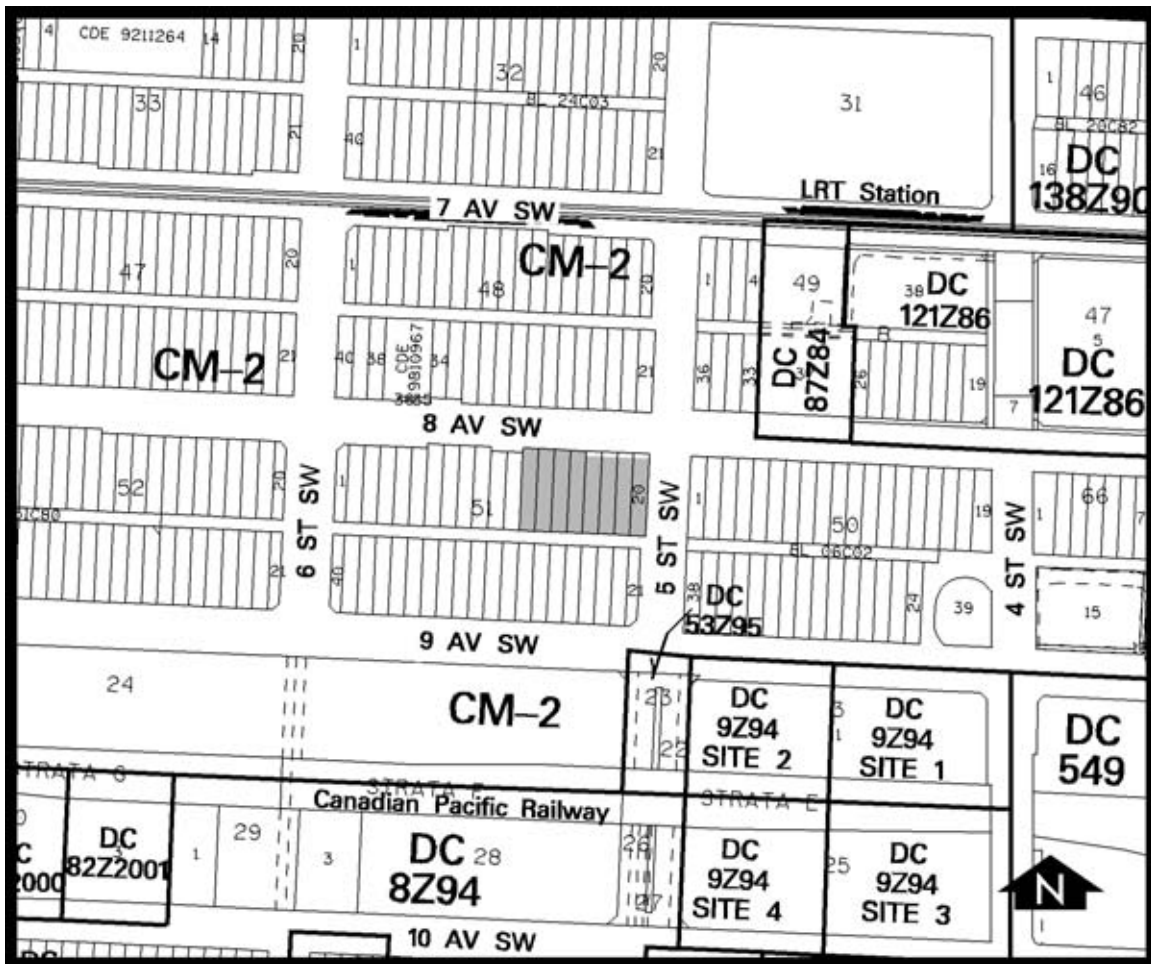 4
CDE 9211264
14
20
1
32
20
31
1
46
BL 24C03
33
BL 20C82
21
40
21
16
DC
138Z90
LRT Station
7 AV SW
CM-2
47
20
1
48
20
1
49
38
DC
121Z86
47
5
8
DC
121Z86
CM-2
21
40
38
CDE
9810967
34
21
36
33
DC
87Z84
26
19
7
8 AV SW
52
20
1
51
20
1
50
19
1
66
7
6 ST SW
5 ST SW
4 ST SW
BL 06C02
21
40
21
38
DC
53Z95
24
39
15
9 AV SW
24
CM-2
23
22
DC
9Z94
SITE 2
DC
9Z94
SITE 1
DC
549
STRATA F
STRATA E
Canadian Pacific Railway
C
2000
DC
82Z2001
1
29
3
DC
8Z94
28
26
27
DC
9Z94
SITE 4
25
DC
9Z94
SITE 3
N
10 AV SW
DC